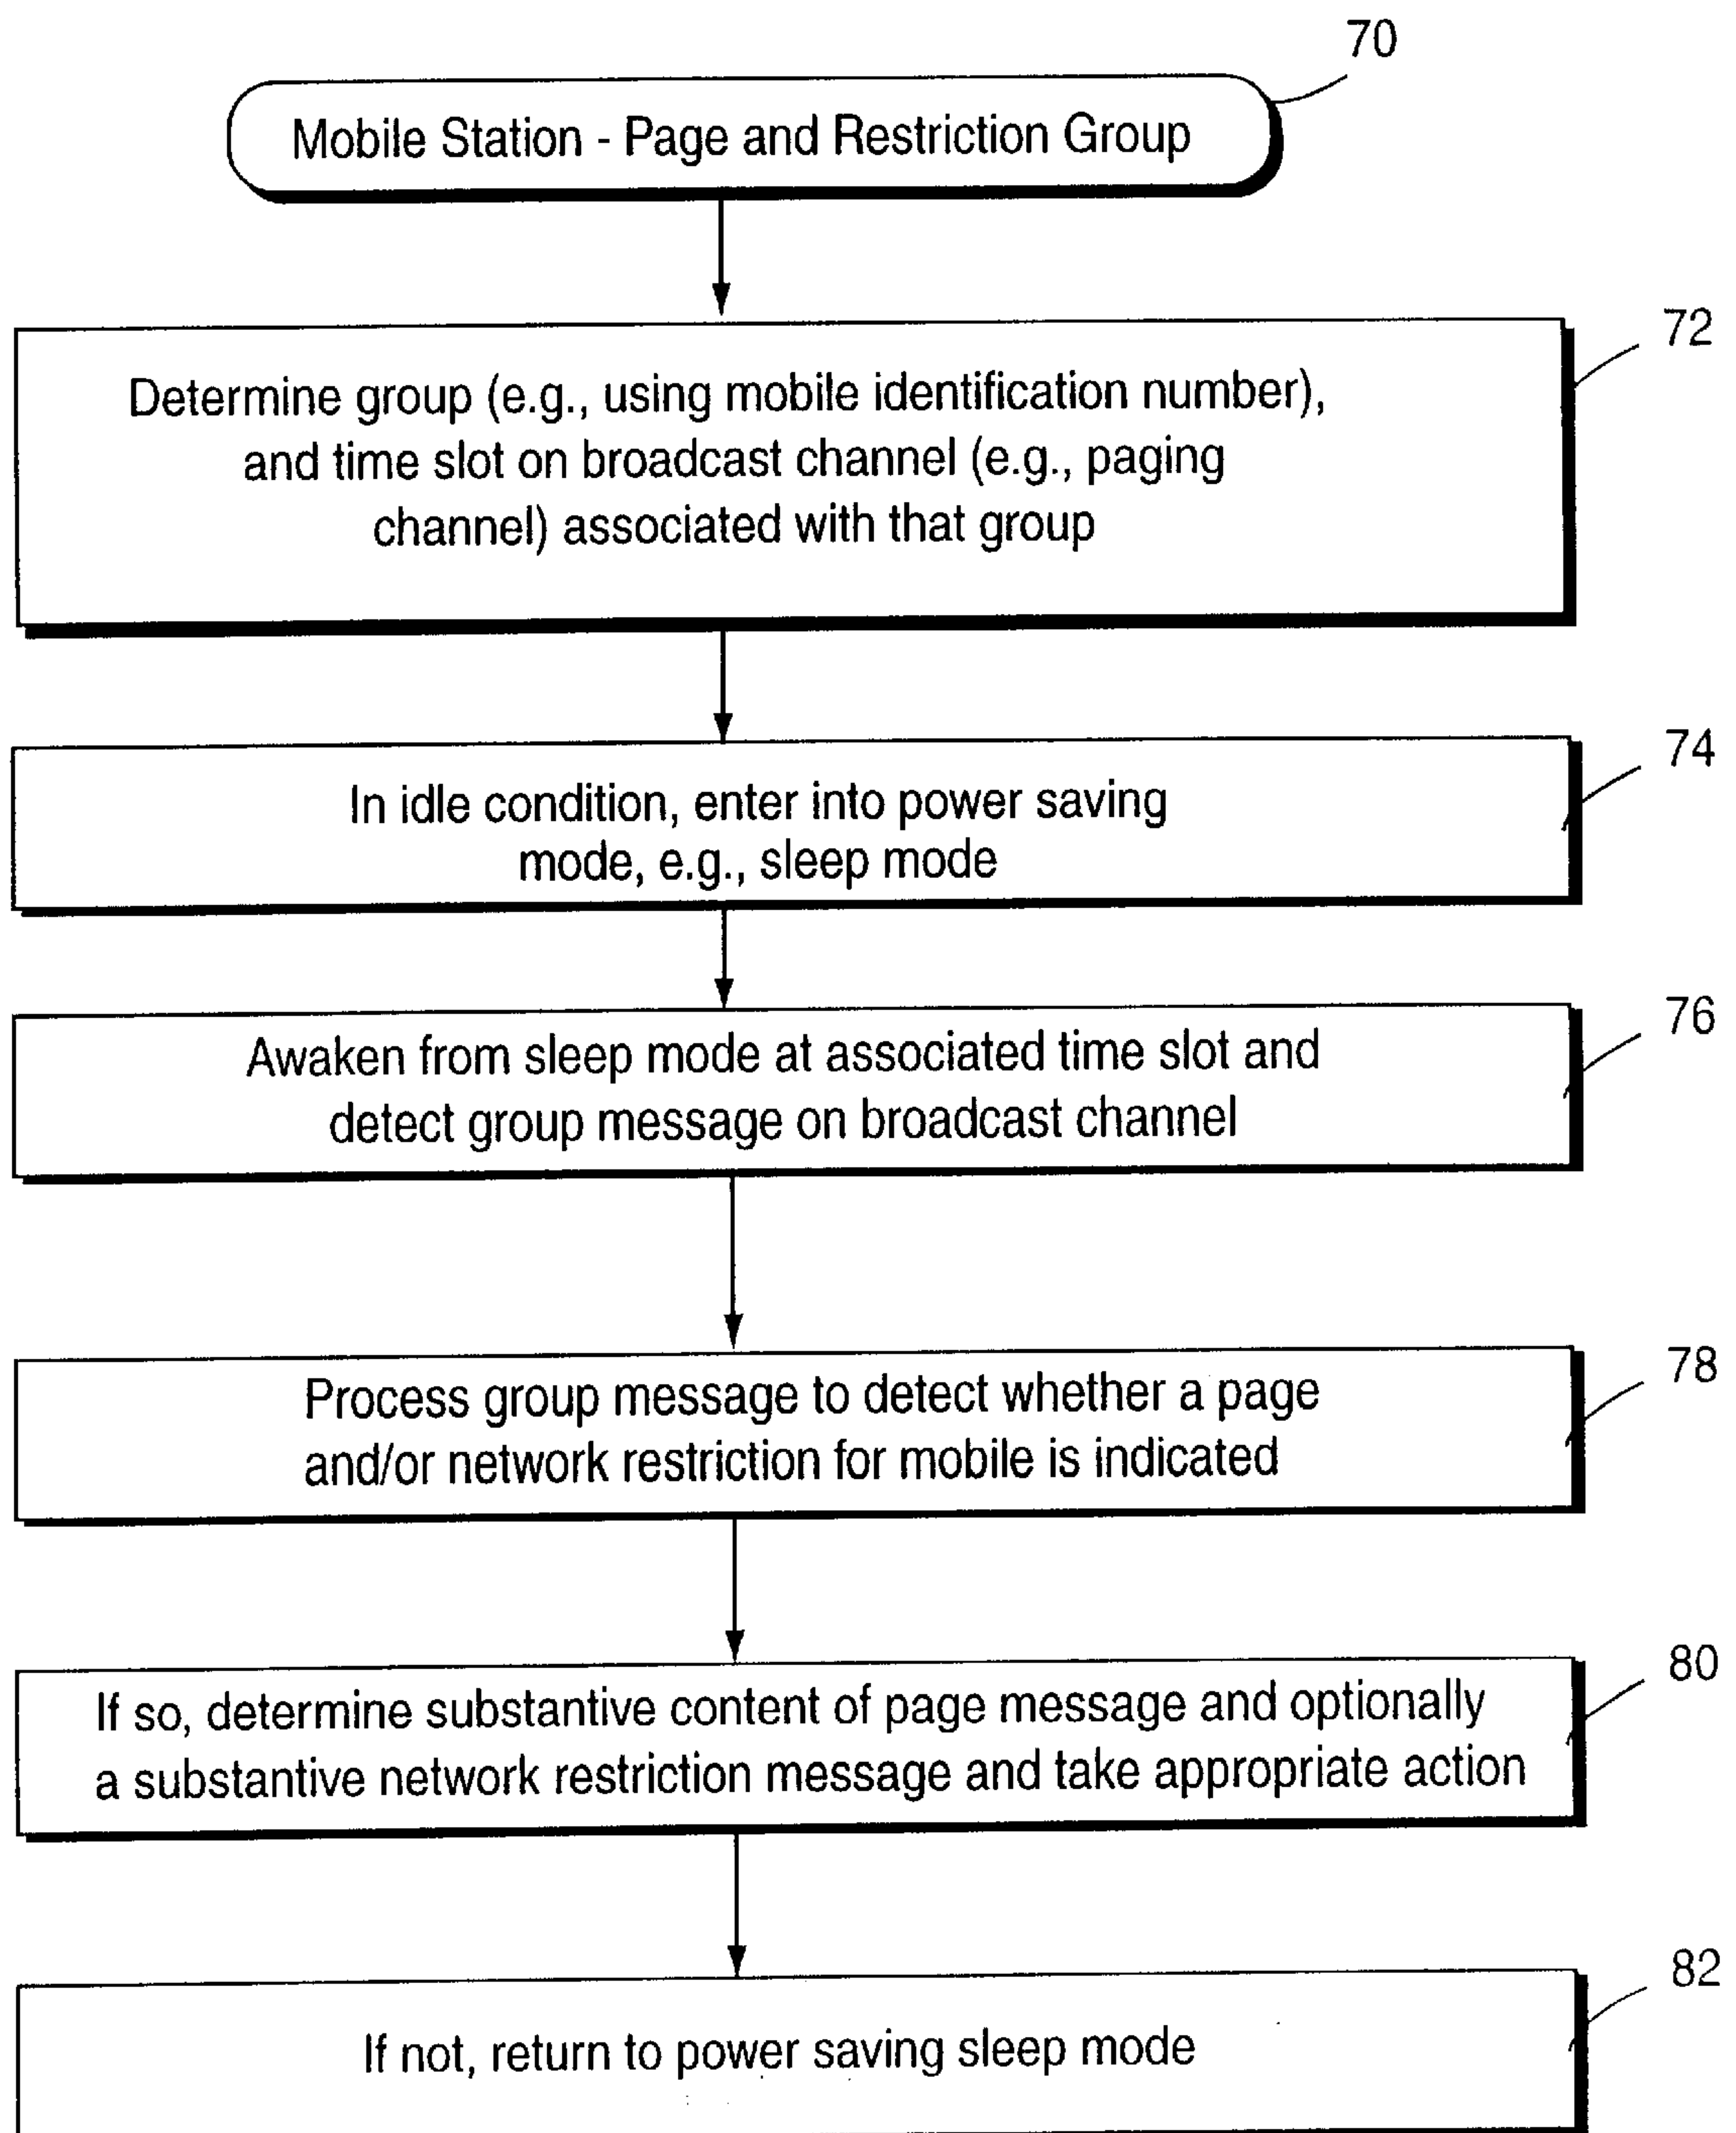 70
Mobile Station - Page and Restriction Group
72
Determine group (e.g., using mobile identification number),
and time slot on broadcast channel (e.g., paging
channel) associated with that group
74
In idle condition, enter into power saving
mode, e.g., sleep mode
76
Awaken from sleep mode at associated time slot and
detect group message on broadcast channel
78
Process group message to detect whether a page
and/or network restriction for mobile is indicated
80
If so, determine substantive content of page message and optionally
a substantive network restriction message and take appropriate action
82
If not, return to power saving sleep mode